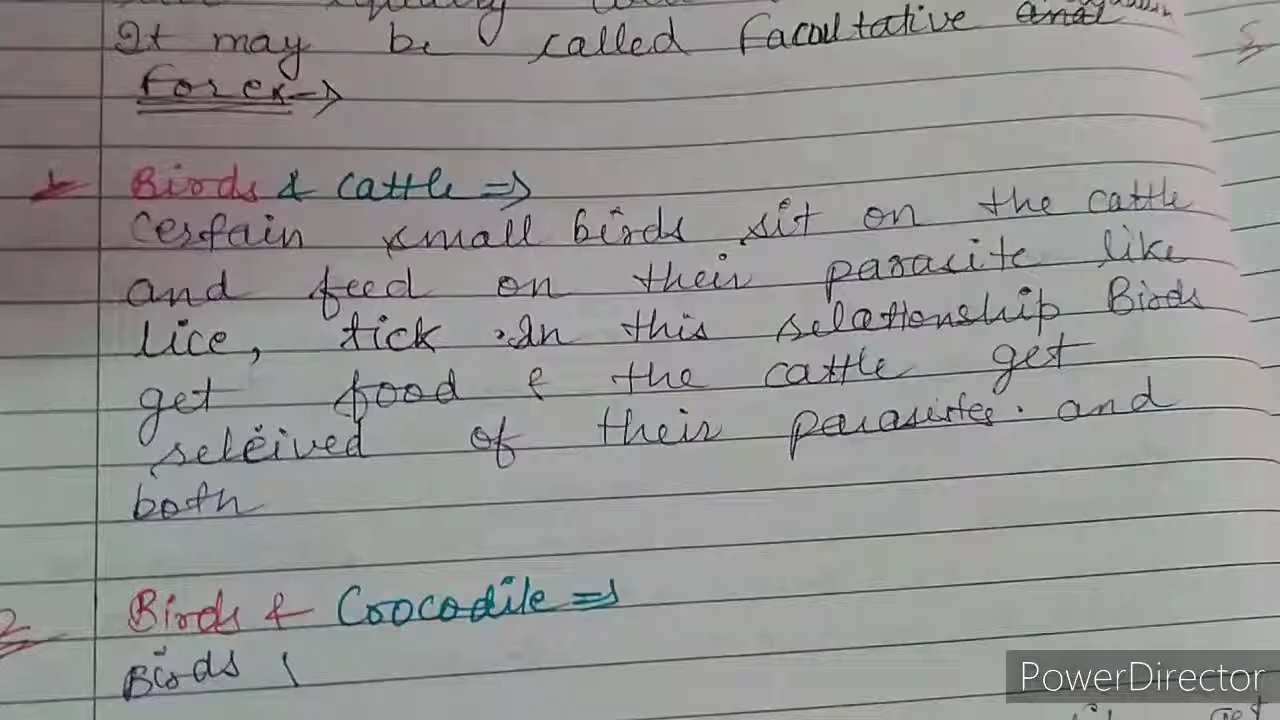 It may be called facultative
For ex →
1 Birds & cattle ⇒
Certain small birds sit on the cattle
and feed on their parasite like
lice, tick . In this relationship Birds
get food & the cattle get
releived of their parasites. and
both
2 Birds & Crocodile ⇒
Birds
PowerDirector